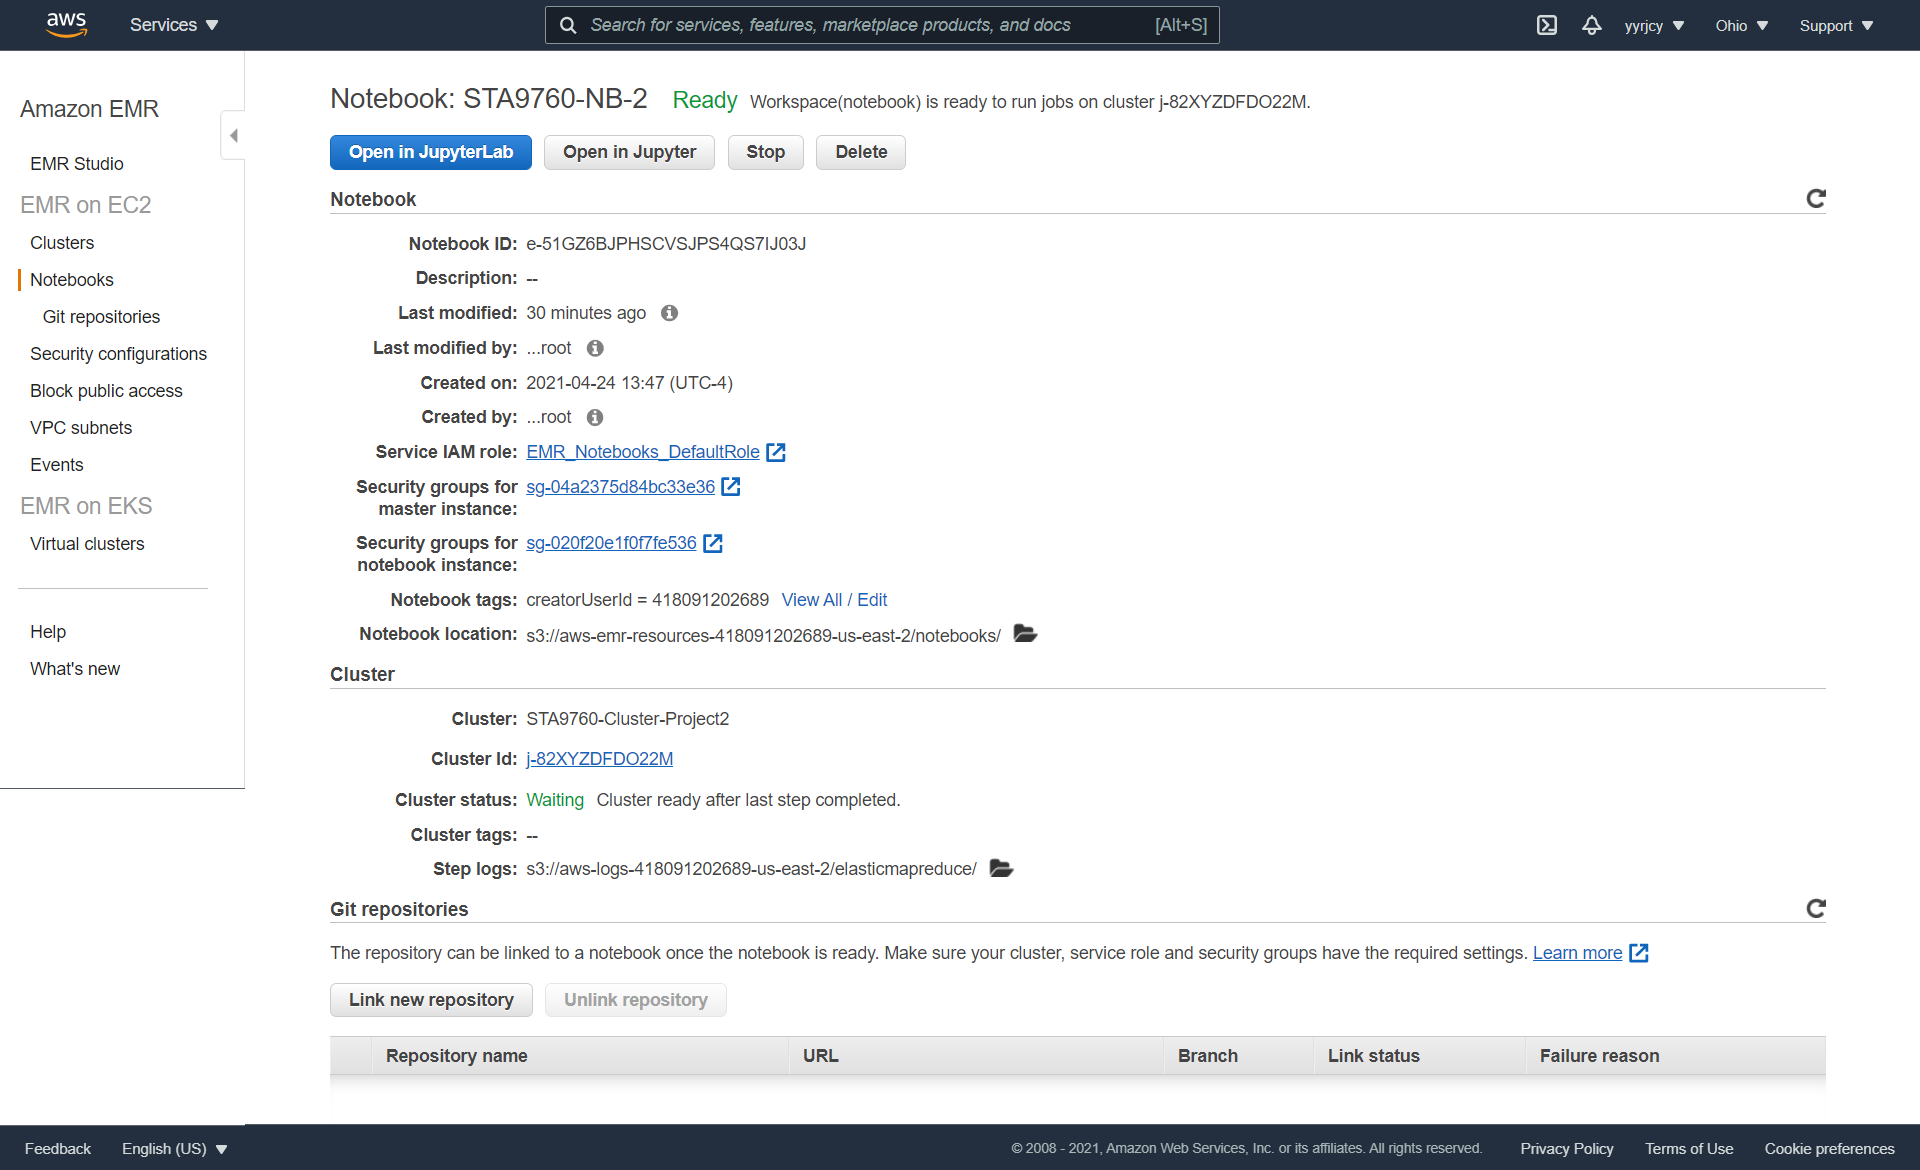 aws
Services
Search for services, features, marketplace products, and docs [Alt+S]
yyrjcy
Ohio
Support
Amazon EMR
EMR Studio
EMR on EC2
Clusters
Notebooks
Git repositories
Security configurations
Block public access
VPC subnets
Events
EMR on EKS
Virtual clusters
Help
What's new
Notebook: STA9760-NB-2 Ready Workspace(notebook) is ready to run jobs on cluster j-82XYZDFDO22M.
Open in JupyterLab Open in Jupyter Stop Delete
Notebook
Notebook ID: e-51GZ6BJPHSCVSJPS4QS7IJ03J
Description: --
Last modified: 30 minutes ago
Last modified by: ...root
Created on: 2021-04-24 13:47 (UTC-4)
Created by: ...root
Service IAM role: EMR_Notebooks_DefaultRole
Security groups for master instance: sg-04a2375d84bc33e36
Security groups for notebook instance: sg-020f20e1f0f7fe536
Notebook tags: creatorUserId = 418091202689 View All / Edit
Notebook location: s3://aws-emr-resources-418091202689-us-east-2/notebooks/
Cluster
Cluster: STA9760-Cluster-Project2
Cluster Id: j-82XYZDFDO22M
Cluster status: Waiting Cluster ready after last step completed.
Cluster tags: --
Step logs: s3://aws-logs-418091202689-us-east-2/elasticmapreduce/
Git repositories
The repository can be linked to a notebook once the notebook is ready. Make sure your cluster, service role and security groups have the required settings. Learn more
Link new repository Unlink repository
Repository name URL Branch Link status Failure reason
Feedback English (US) © 2008 - 2021, Amazon Web Services, Inc. or its affiliates. All rights reserved. Privacy Policy Terms of Use Cookie preferences